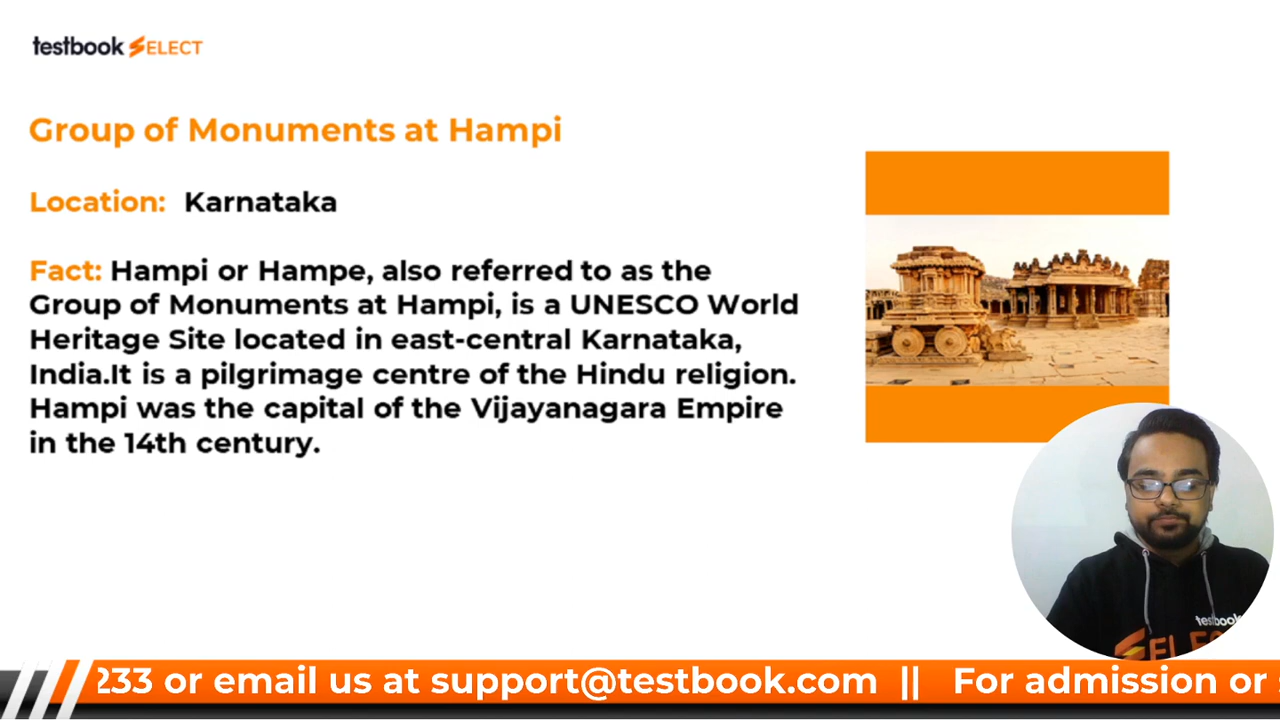 testbook SELECT
Group of Monuments at Hampi
Location: Karnataka
Fact: Hampi or Hampe, also referred to as the
Group of Monuments at Hampi, is a UNESCO World
Heritage Site located in east-central Karnataka,
India.It is a pilgrimage centre of the Hindu religion.
Hampi was the capital of the Vijayanagara Empire
in the 14th century.
testbook
233 or email us at support@testbook.com || For admission or